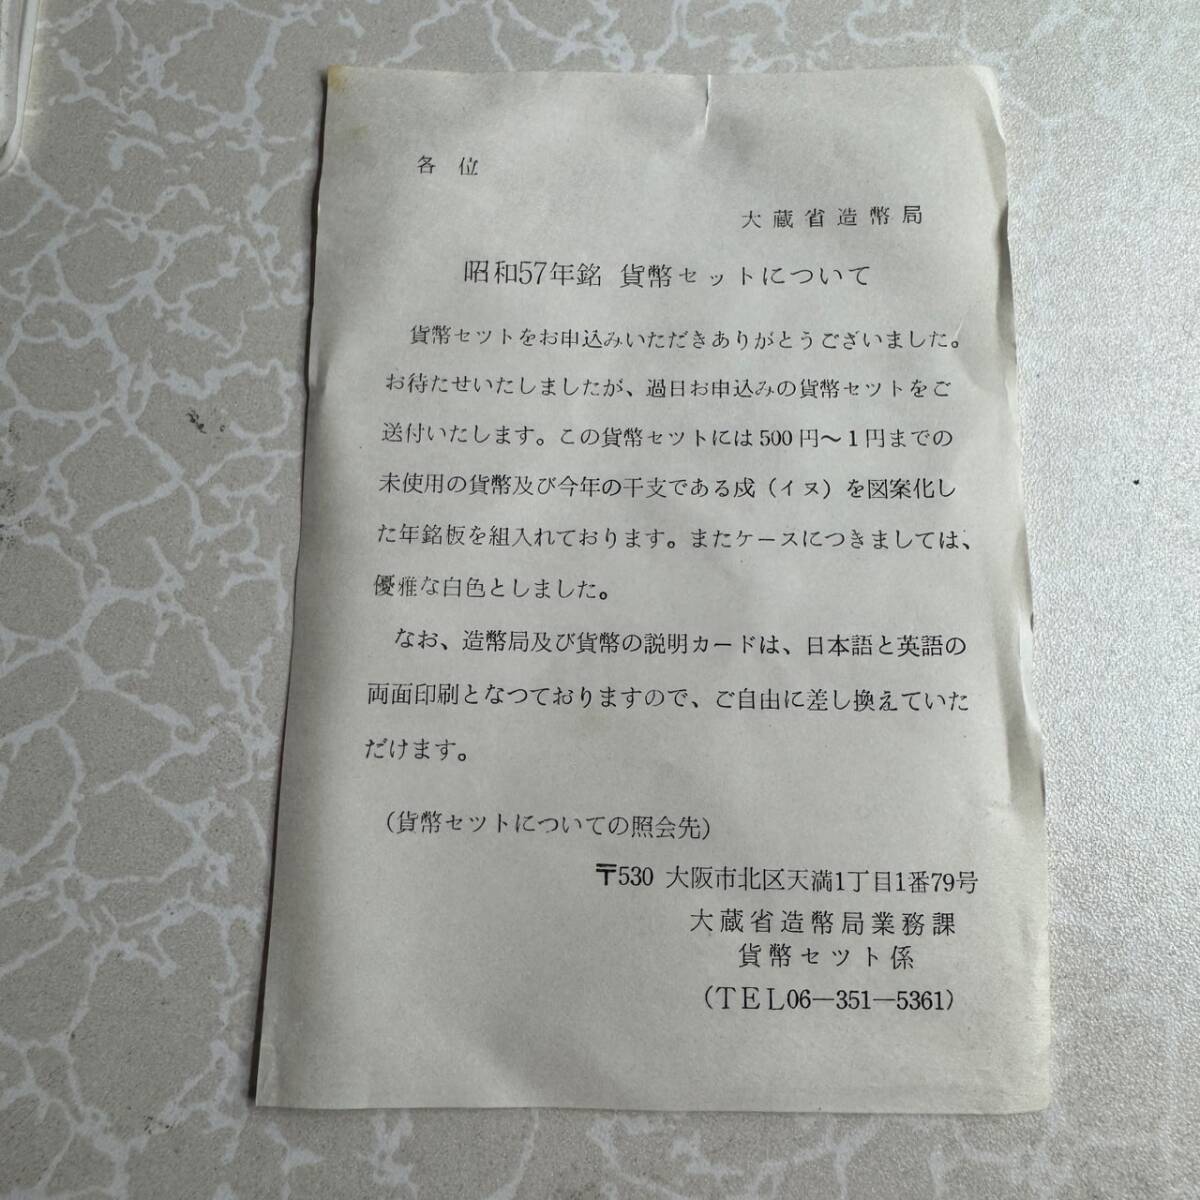 各 位
大蔵省造幣局
昭和57年銘 貨幣セットについて
貨幣セツトをお申込みいただきありがとうございました。
お待たせいたしましたが、過日お申込みの貨幣セツトをご
送付いたします。この貨幣セツトには500円〜1円までの
未使用の貨幣及び今年の干支である戌（イヌ）を図案化し
た年銘板を組入れております。またケースにつきましては、
優雅な白色としました。
なお、造幣局及び貨幣の説明カードは、日本語と英語の
両面印刷となつておりますので、ご自由に差し換えていた
だけます。
（貨幣セツトについての照会先）
〒530 大阪市北区天満1丁目1番79号
大蔵省造幣局業務課
貨幣セツト係
（TEL06―351―5361）